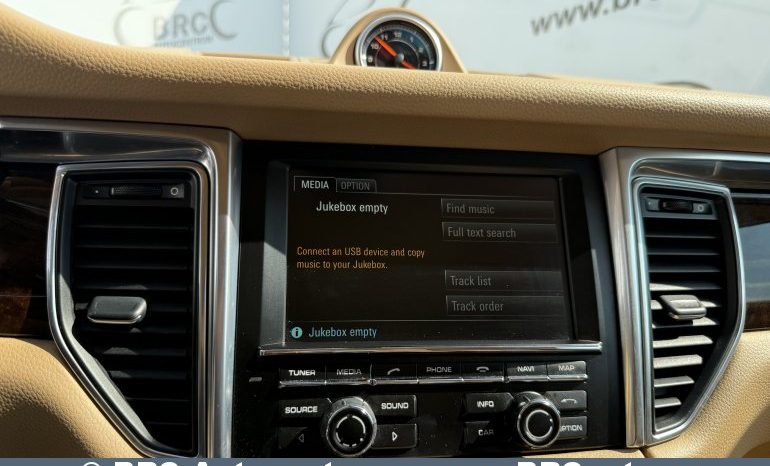 BRC
www.BRC
MEDIA OPTION
Jukebox empty
Find music
Full text search
Connect an USB device and copy
music to your Jukebox.
Track list
Track order
i Jukebox empty
TUNER MEDIA PHONE NAVI MAP
SOURCE SOUND INFO
CAR OPTION